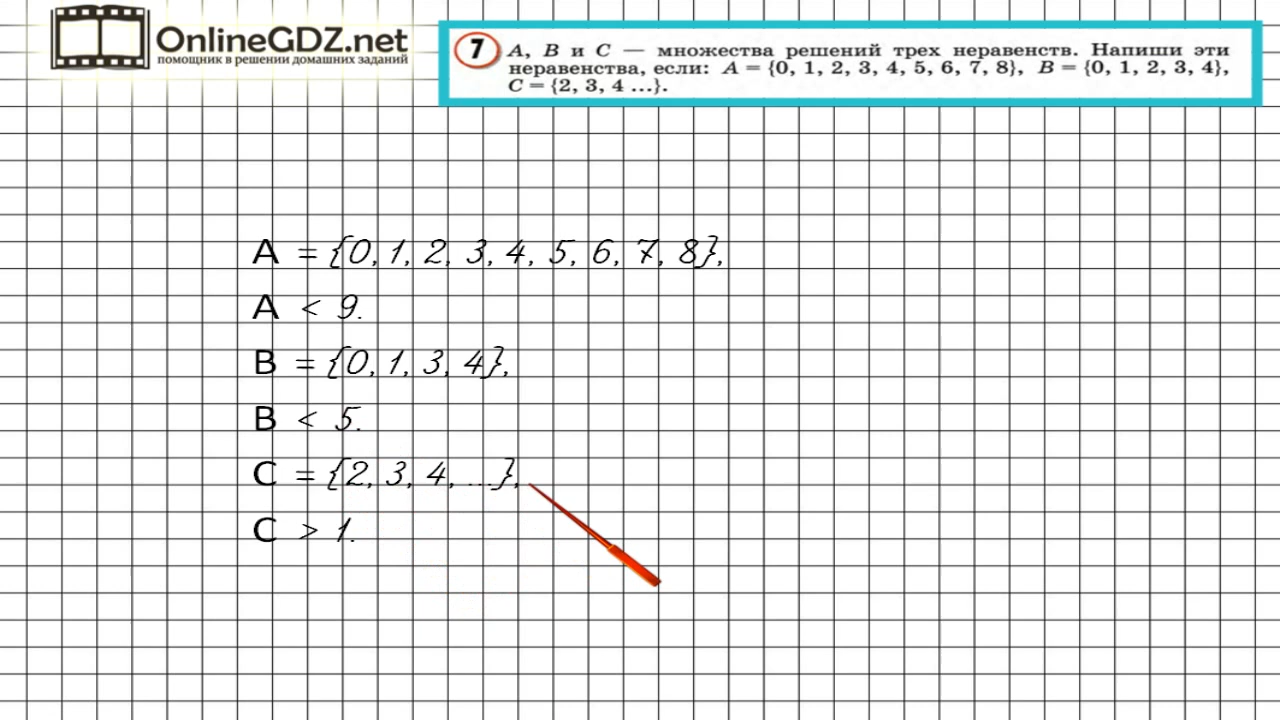 OnlineGDZ.net
помощник в решении домашних заданий
7 A, B и C — множества решений трех неравенств. Напиши эти
неравенства, если: A = {0, 1, 2, 3, 4, 5, 6, 7, 8}, B = {0, 1, 2, 3, 4},
C = {2, 3, 4 ...}.
A = {0, 1, 2, 3, 4, 5, 6, 7, 8},
A < 9.
B = {0, 1, 3, 4},
B < 5.
C = {2, 3, 4, ...},
C > 1.